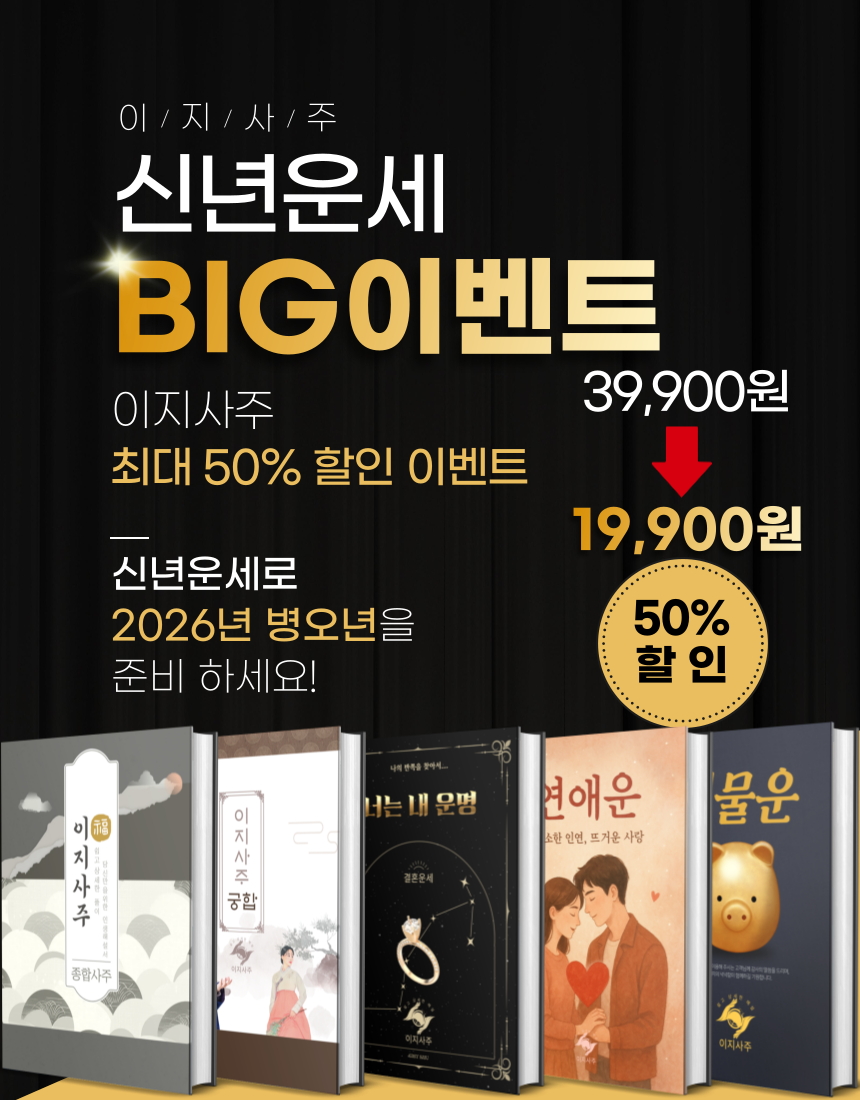 이/지/사/주
신년운세
BIG이벤트
이지사주
최대 50% 할인 이벤트
39,900원
19,900원
50%
할 인
신년운세로
2026년 병오년을
준비 하세요!
福
이지사주
종합사주
이지사주
궁합
이지사주
나의 반쪽을 찾아서...
너는 내 운명
결혼운세
이지사주
연애운
소한 인연, 뜨거운 사랑
물운
이지사주